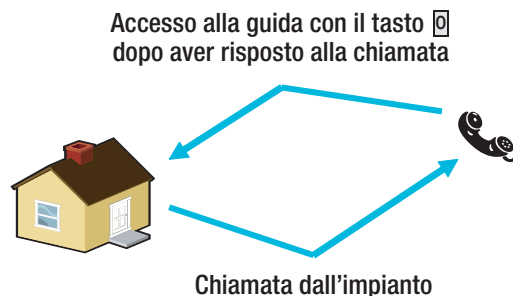 Accesso alla guida con il tasto 0
dopo aver risposto alla chiamata
Chiamata dall'impianto